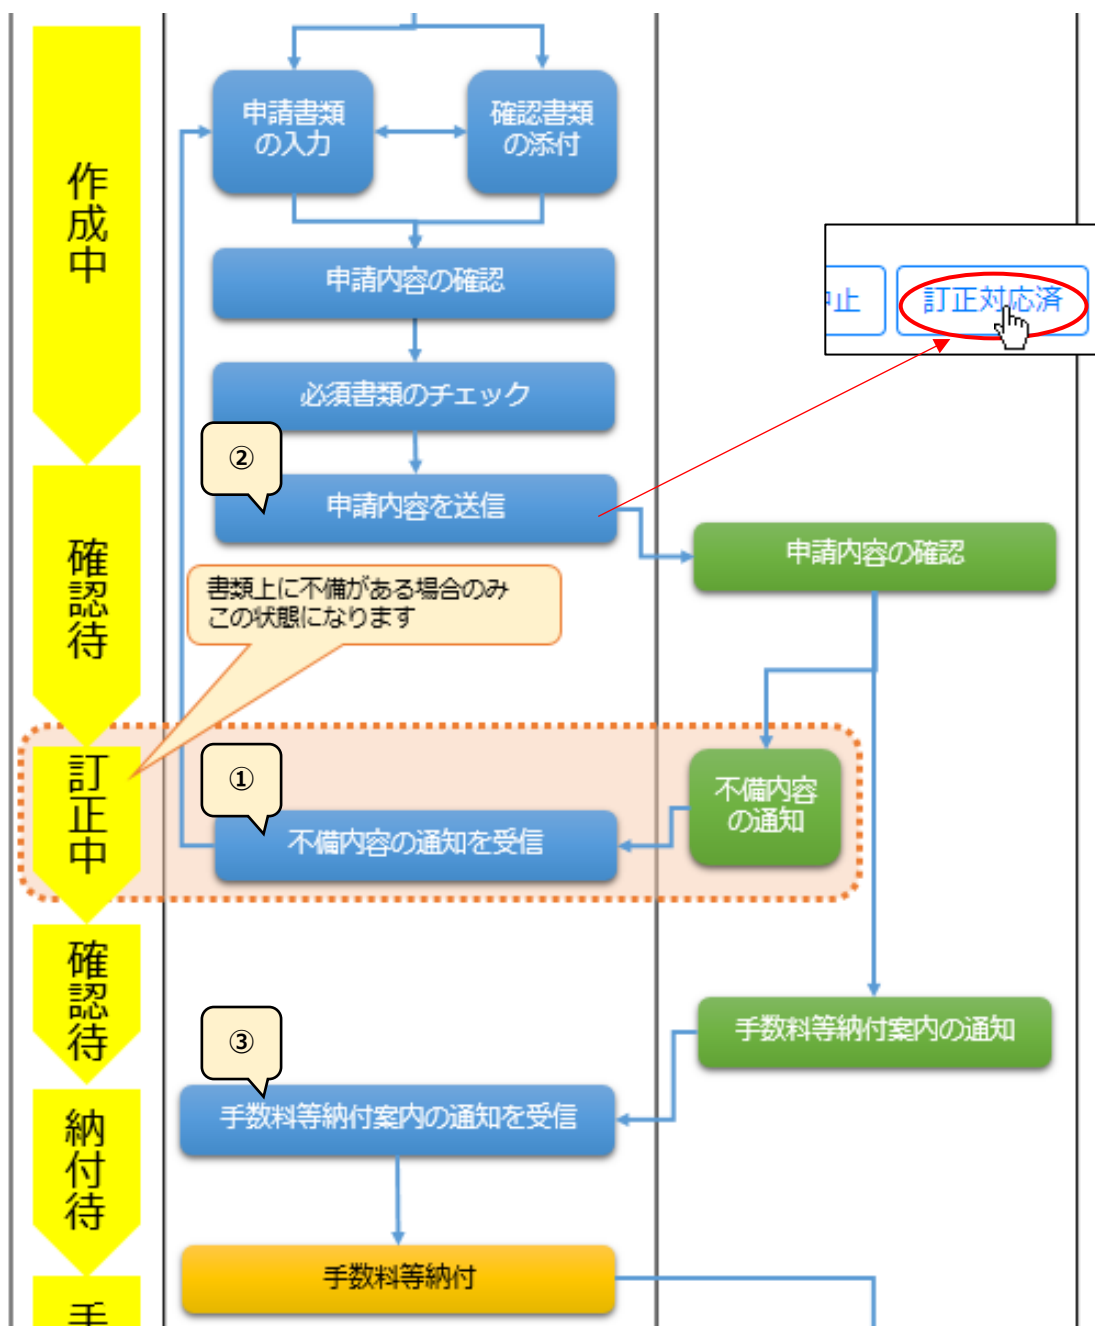 作成中
申請書類
の入力
確認書類
の添付
申請内容の確認
訂正対応済
必須書類のチェック
②
申請内容を送信
確認待
申請内容の確認
書類上に不備がある場合のみ
この状態になります
訂正中
①
不備内容
の通知
不備内容の通知を受信
確認待
手数料等納付案内の通知
③
手数料等納付案内の通知を受信
納付待
手数料等納付
手